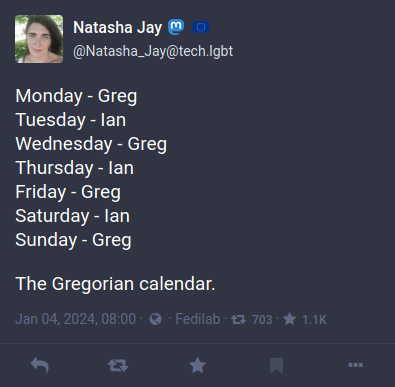 Natasha Jay
@Natasha_Jay@tech.lgbt
Monday - Greg
Tuesday - Ian
Wednesday - Greg
Thursday - Ian
Friday - Greg
Saturday - Ian
Sunday - Greg
The Gregorian calendar.
Jan 04, 2024, 08:00 · · Fedilab · 703 · 1.1K